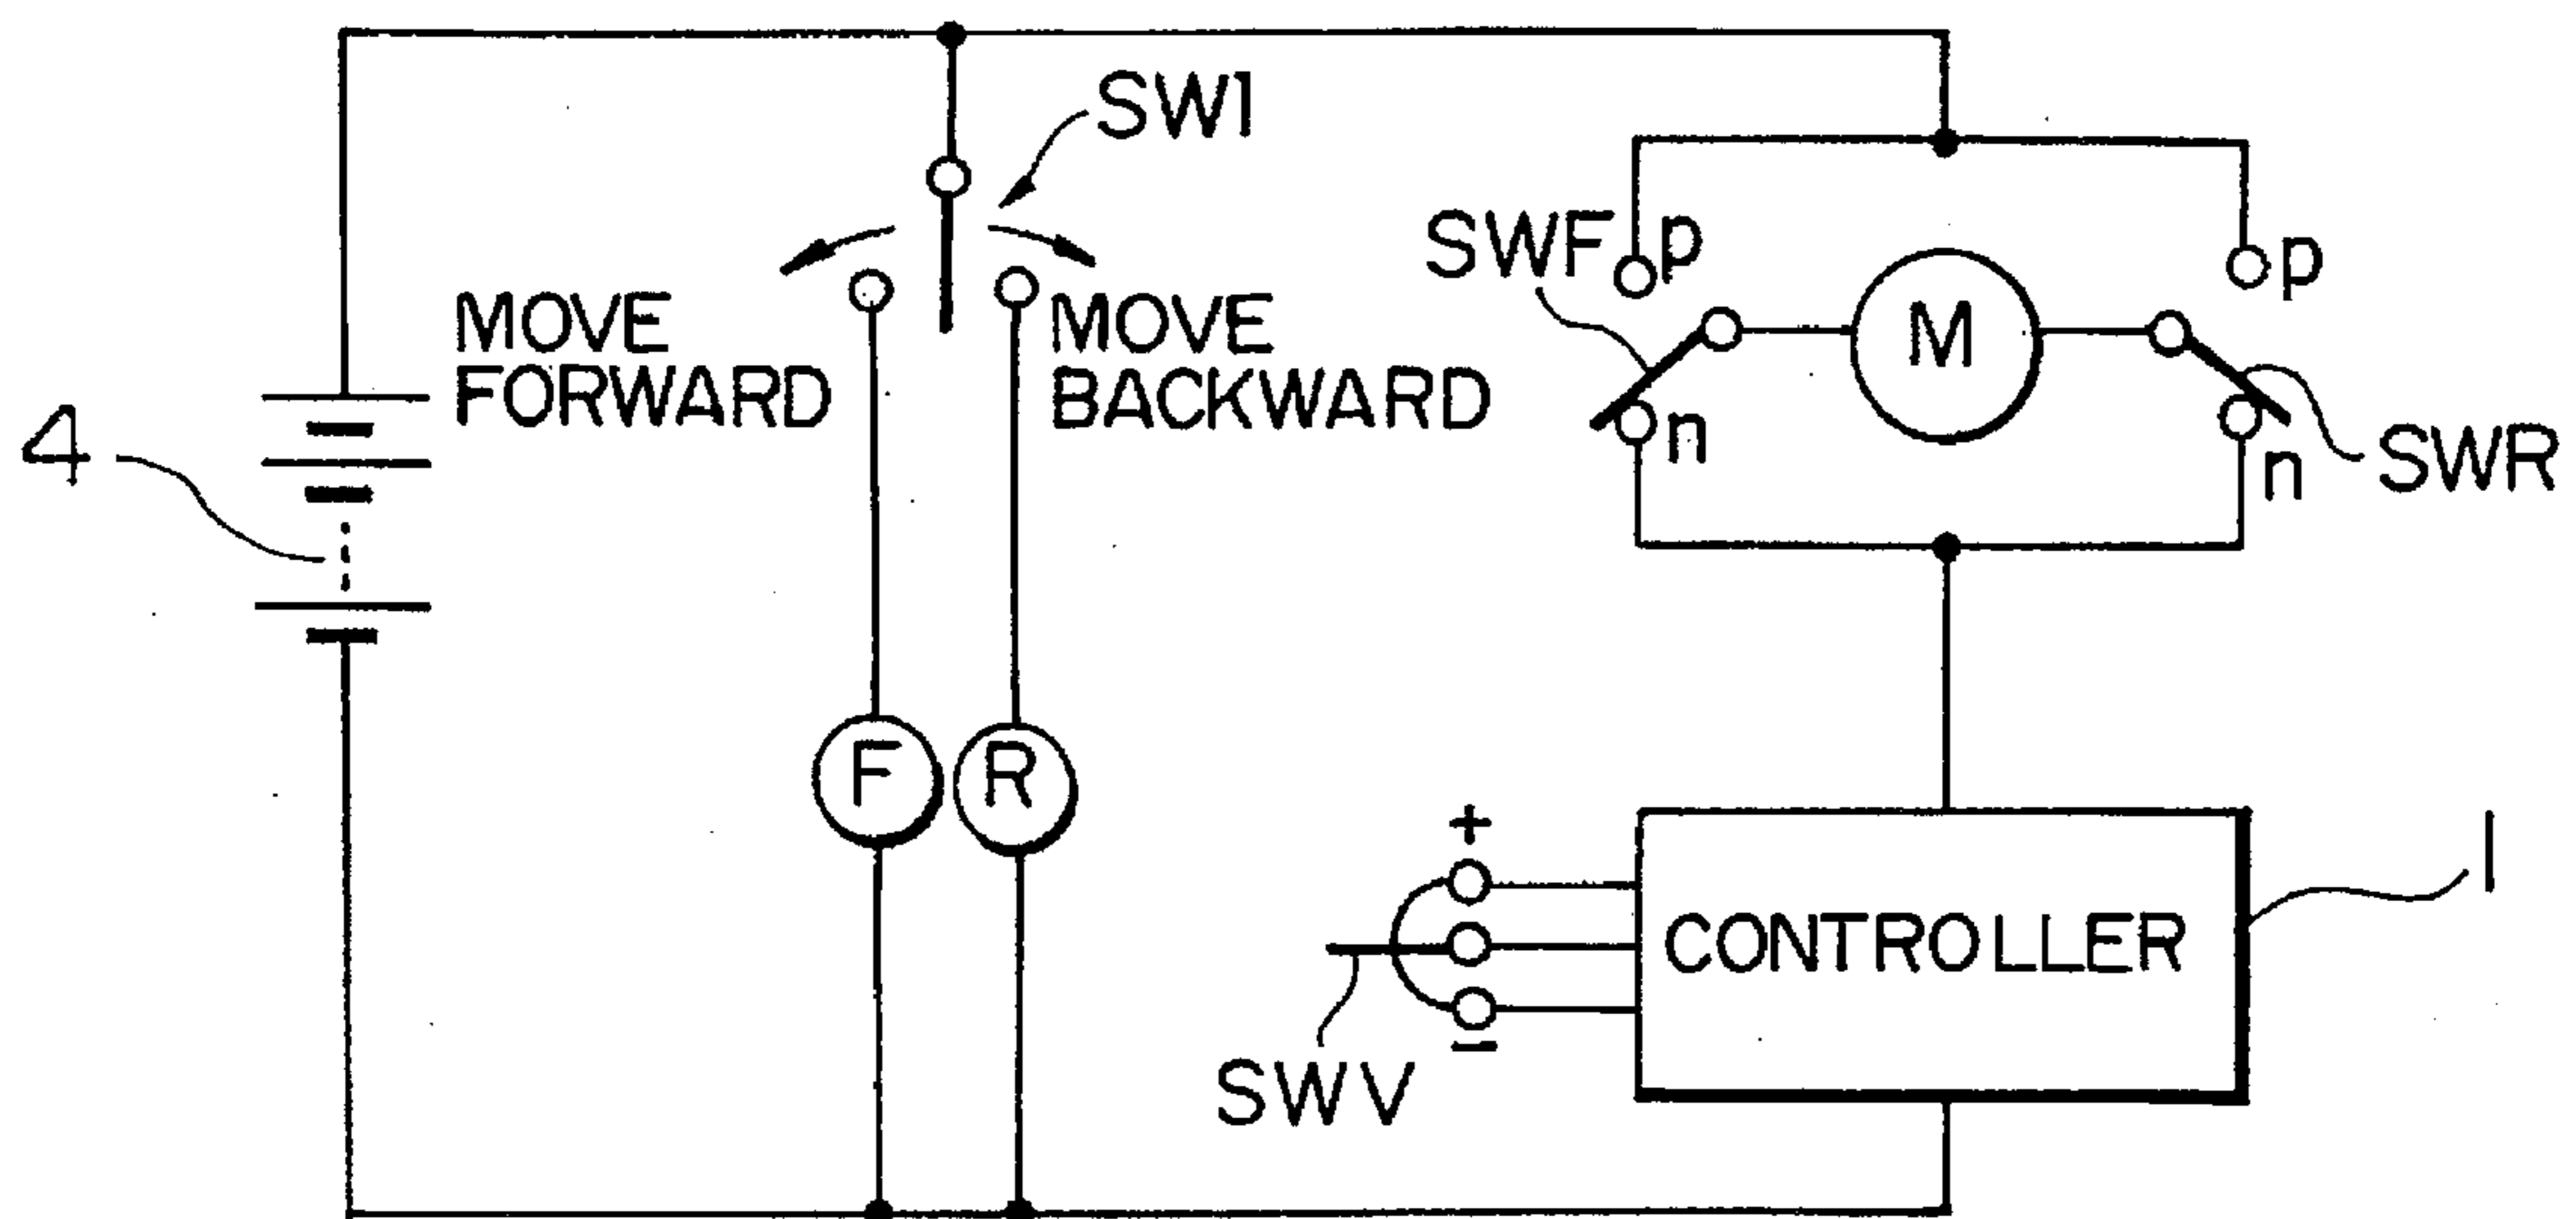 SW1
SWF
p
p
MOVE
FORWARD
MOVE
BACKWARD
M
4
n
n
SWR
F
R
+
1
CONTROLLER
−
SWV